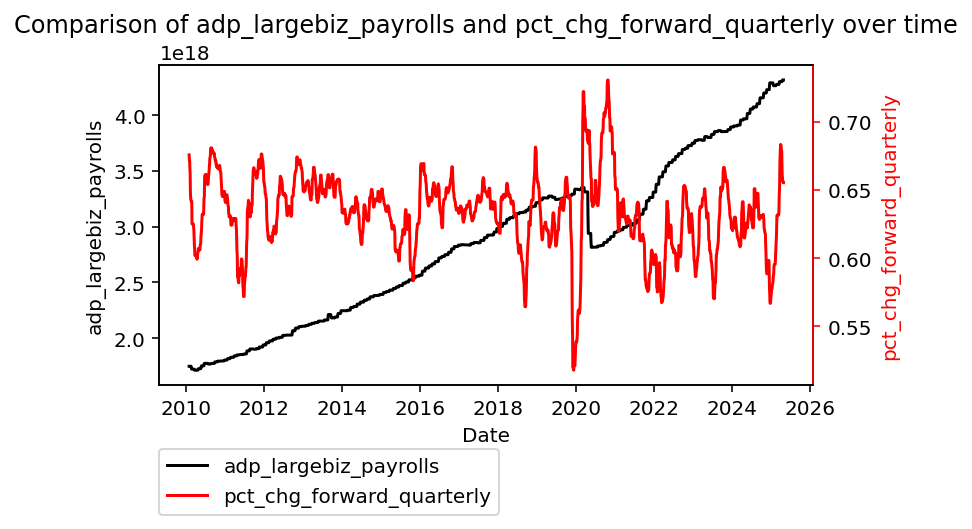 Comparison of adp_largebiz_payrolls and pct_chg_forward_quarterly over time
1e18
4.0
3.5
3.0
2.5
2.0
adp_largebiz_payrolls
0.70
0.65
0.60
0.55
pct_chg_forward_quarterly
2010 2012 2014 2016 2018 2020 2022 2024 2026
Date
adp_largebiz_payrolls
pct_chg_forward_quarterly